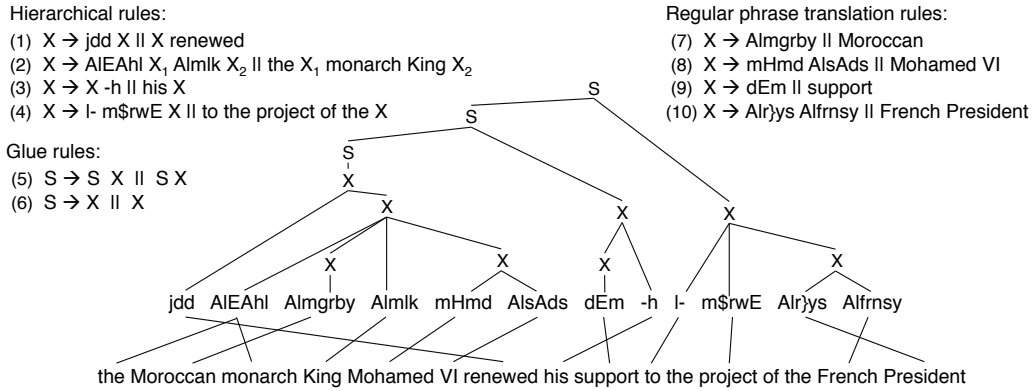 Hierarchical rules:
(1) X → jdd X || X renewed
(2) X → AlEAhl X₁ Almlk X₂ || the X₁ monarch King X₂
(3) X → X -h || his X
(4) X → l- m$rwE X || to the project of the X
Glue rules:
(5) S → S X || S X
(6) S → X || X
Regular phrase translation rules:
(7) X → Almgrby || Moroccan
(8) X → mHmd AlsAds || Mohamed VI
(9) X → dEm || support
(10) X → Alr}ys Alfrnsy || French President
S
S
S
X
X
X X
X X X X
jdd AlEAhl Almgrby Almlk mHmd AlsAds dEm -h l- m$rwE Alr}ys Alfrnsy
the Moroccan monarch King Mohamed VI renewed his support to the project of the French President